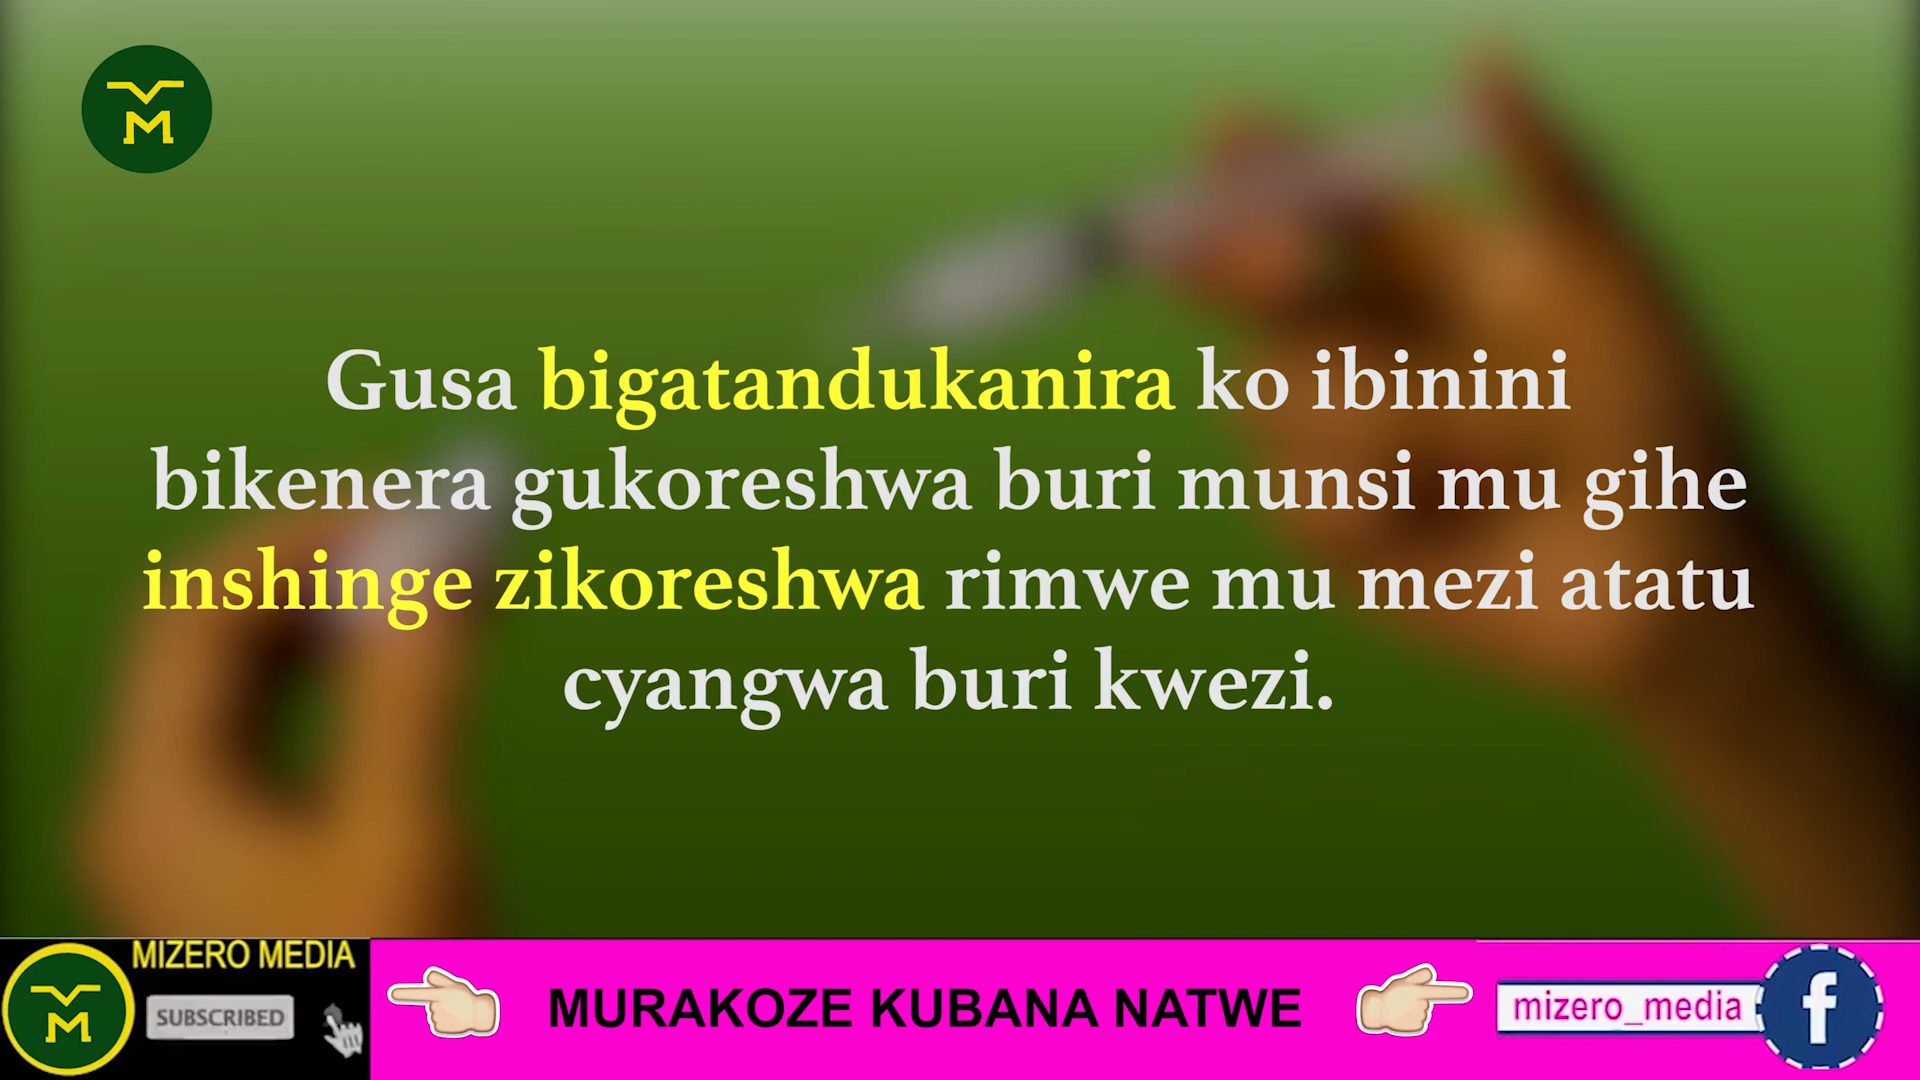 Gusa bigatandukanira ko ibinini
bikenera gukoreshwa buri munsi mu gihe
inshinge zikoreshwa rimwe mu mezi atatu
cyangwa buri kwezi.
MIZERO MEDIA
SUBSCRIBED
MURAKOZE KUBANA NATWE
mizero_media